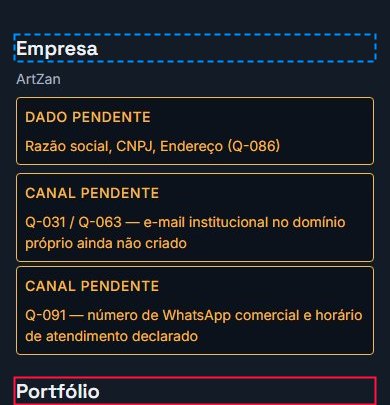 Empresa
ArtZan
DADO PENDENTE
Razão social, CNPJ, Endereço (Q-086)
CANAL PENDENTE
Q-031 / Q-063 — e-mail institucional no domínio
próprio ainda não criado
CANAL PENDENTE
Q-091 — número de WhatsApp comercial e horário
de atendimento declarado
Portfólio